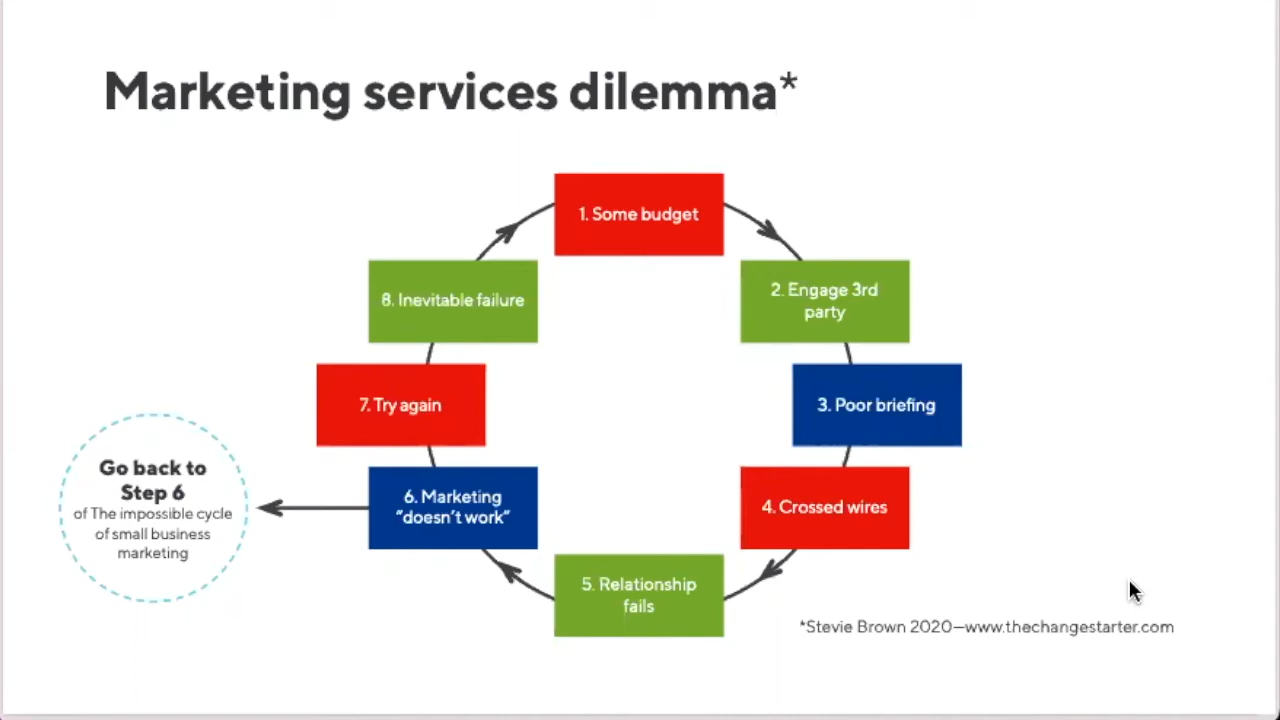 Marketing services dilemma*
1. Some budget
2. Engage 3rd
party
3. Poor briefing
4. Crossed wires
5. Relationship
fails
6. Marketing
“doesn’t work”
7. Try again
8. Inevitable failure
Go back to
Step 6
of The impossible cycle
of small business
marketing
*Stevie Brown 2020—www.thechangestarter.com